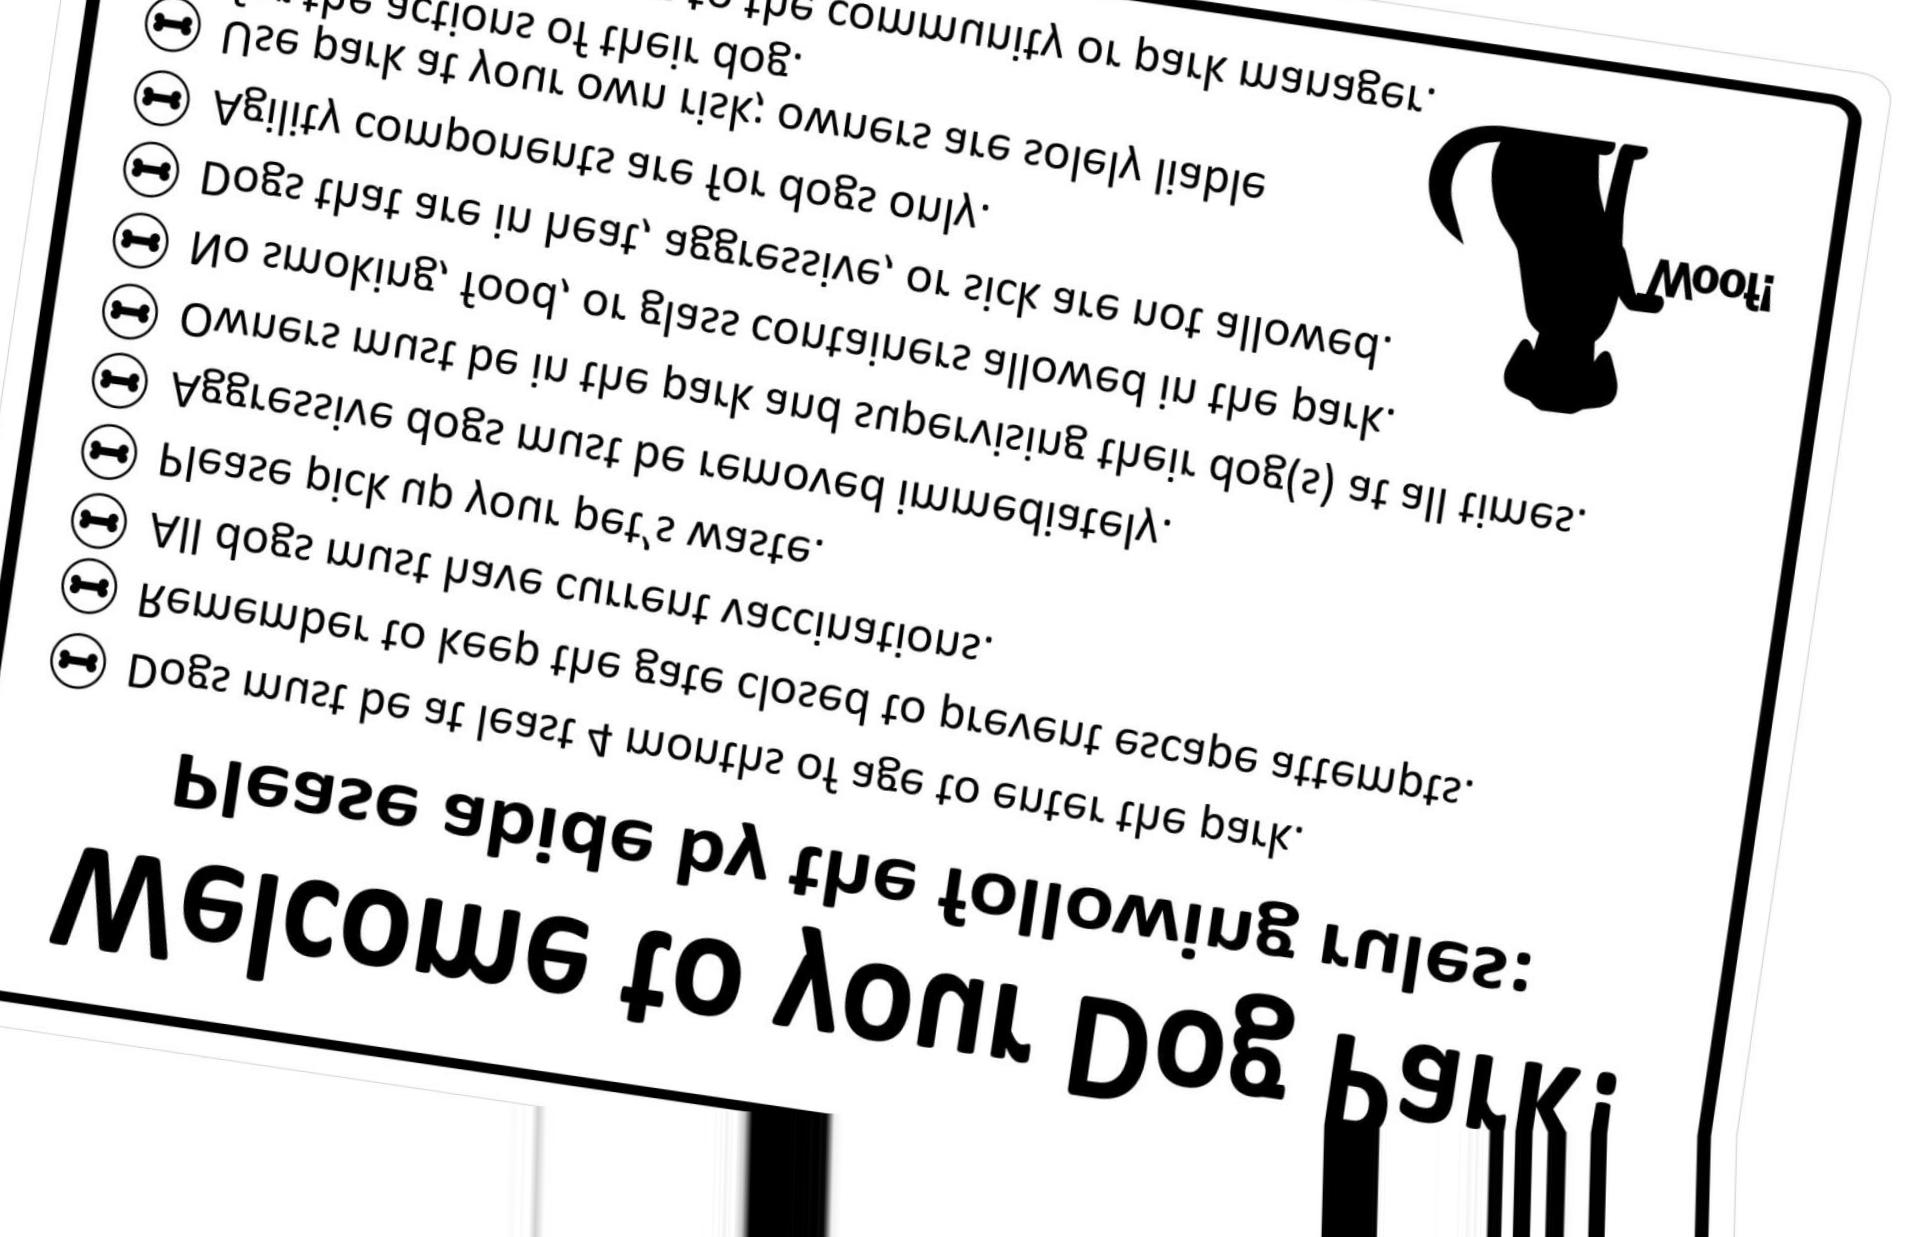 Welcome to your Dog Park!
Please abide by the following rules:
Dogs must be at least 4 months of age to enter the park.
Remember to keep the gate closed to prevent escape attempts.
All dogs must have current vaccinations.
Please pick up your pet's waste.
Aggressive dogs must be removed immediately.
Owners must be in the park and supervising their dog(s) at all times.
No smoking, food, or glass containers allowed in the park.
Dogs that are in heat, aggressive, or sick are not allowed.
Agility components are for dogs only.
Use park at your own risk; owners are solely liable
for the actions of their dog.
to the community or park manager.
Woof!